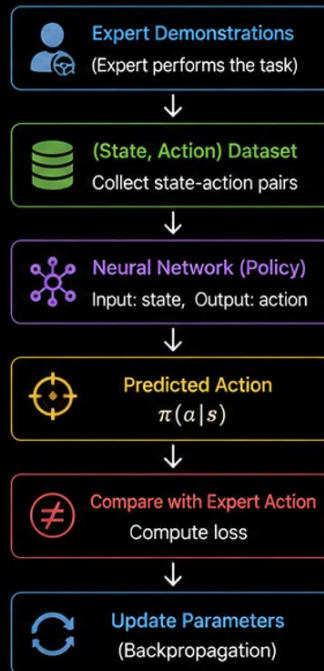 Expert Demonstrations
(Expert performs the task)
(State, Action) Dataset
Collect state-action pairs
Neural Network (Policy)
Input: state, Output: action
Predicted Action
π(a|s)
Compare with Expert Action
Compute loss
Update Parameters
(Backpropagation)